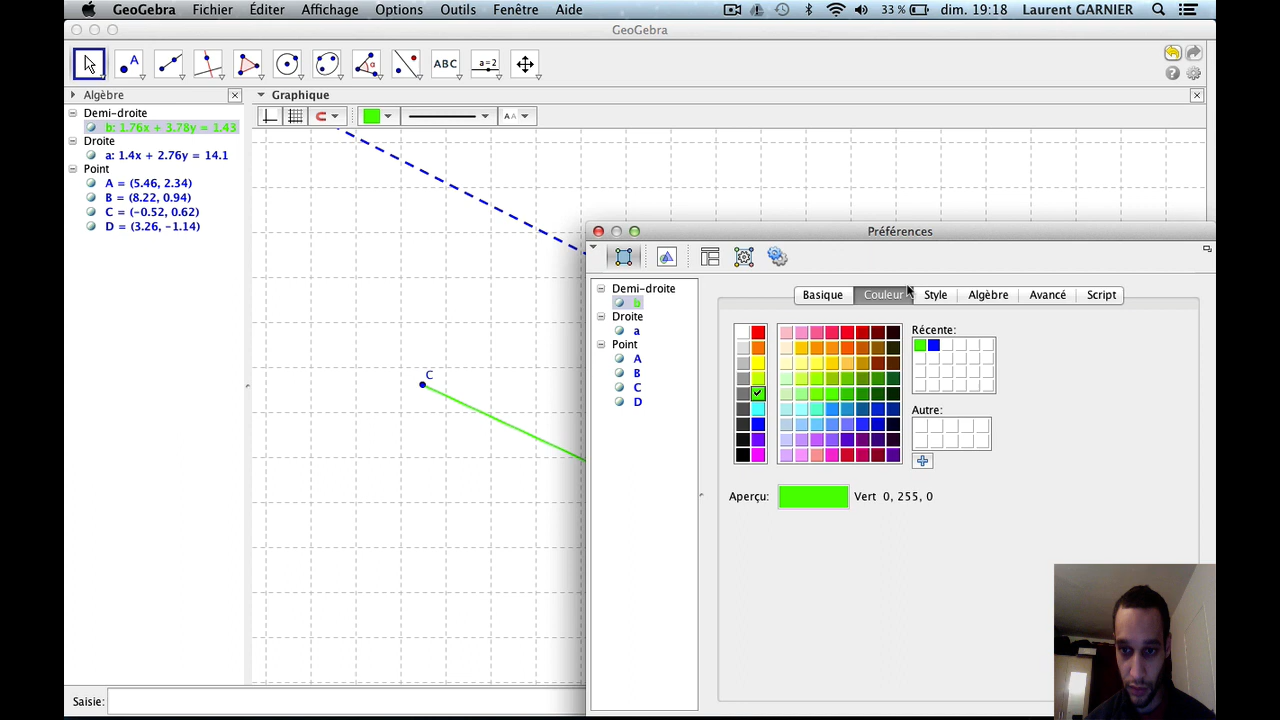 GeoGebra Fichier Éditer Affichage Options Outils Fenêtre Aide 33 % dim. 19:18 Laurent GARNIER
GeoGebra
A ABC a=2
Algèbre
Graphique
Demi-droite
b: 1.76x + 3.78y = 1.43
Droite
a: 1.4x + 2.76y = 14.1
Point
A = (5.46, 2.34)
B = (8.22, 0.94)
C = (−0.52, 0.62)
D = (3.26, −1.14)
AA
C
Préférences
Demi-droite
b
Droite
a
Point
A
B
C
D
Basique Couleur Style Algèbre Avancé Script
Récente:
Autre:
Aperçu: Vert 0, 255, 0
Saisie: